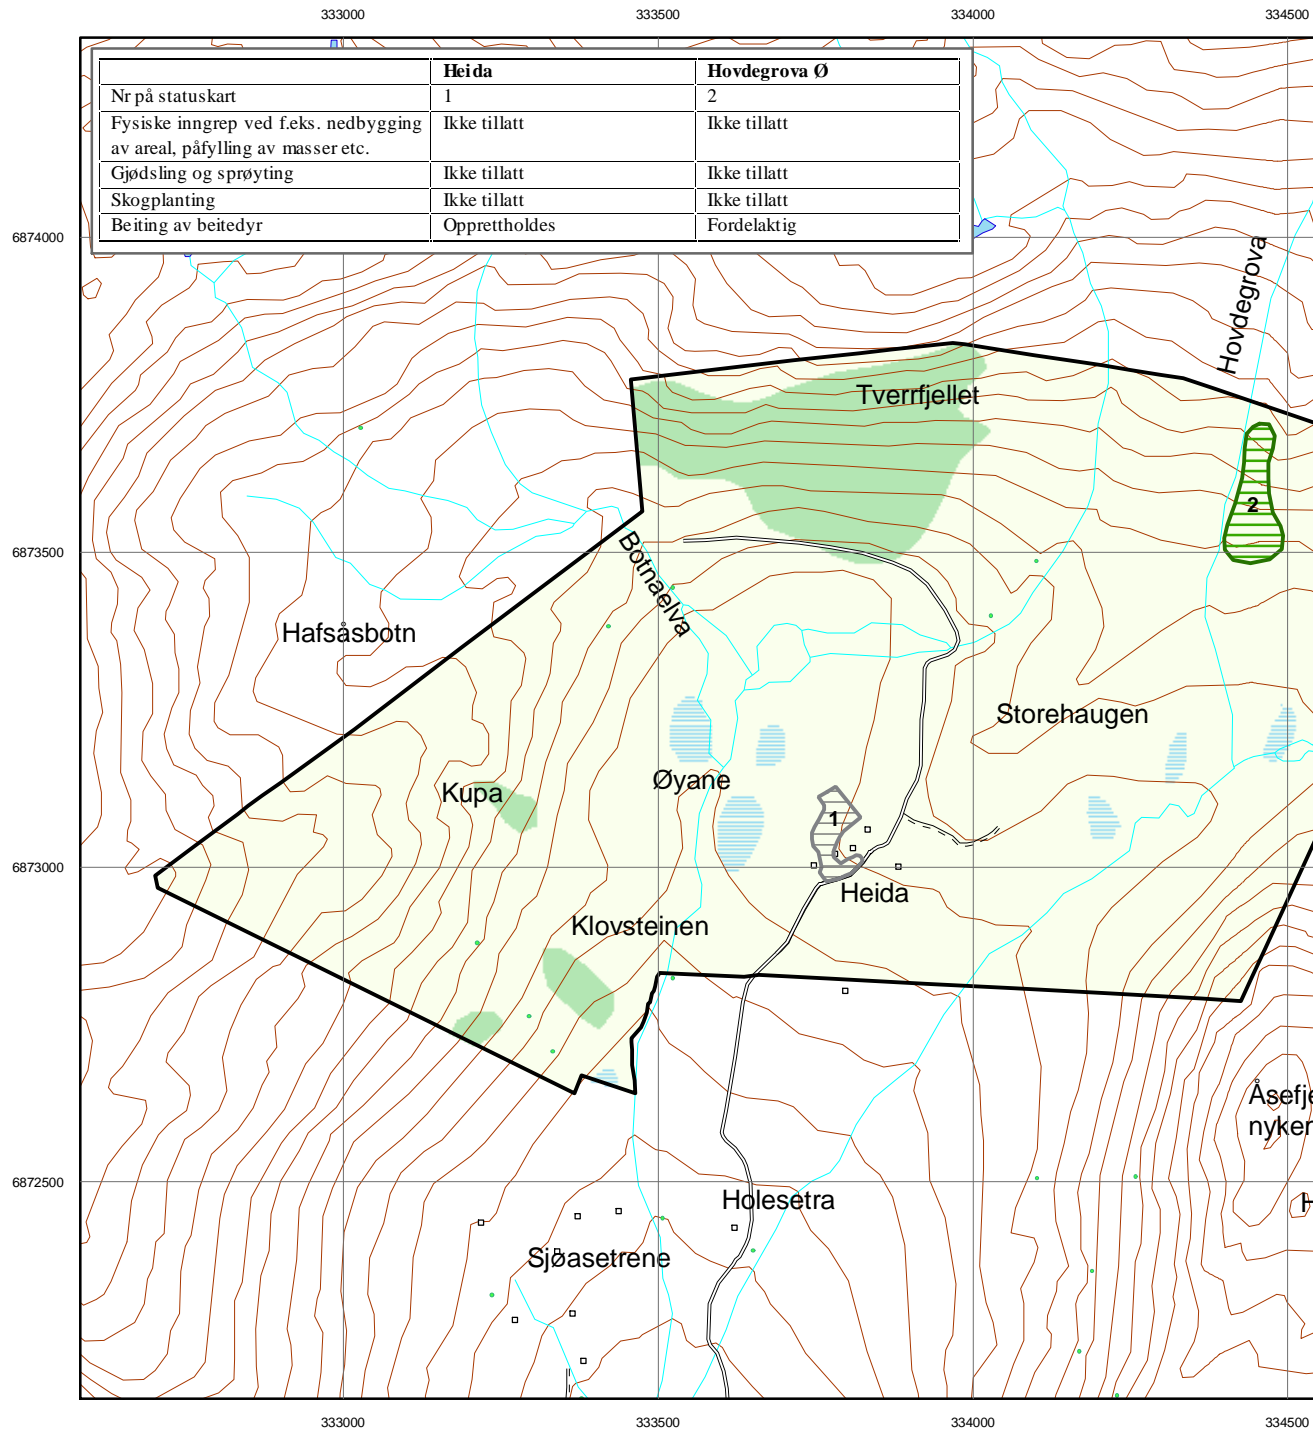 333000 333500 334000 334500
Heida Hovdegrova Ø
Nr på statuskart 1 2
Fysiske inngrep ved f.eks. nedbygging Ikke tillatt Ikke tillatt
av areal, påfylling av masser etc.
Gjødsling og sprøyting Ikke tillatt Ikke tillatt
Skogplanting Ikke tillatt Ikke tillatt
Beiting av beitedyr Opprettholdes Fordelaktig
6874000
Hovdegrova
Tverrfjellet
2
6873500
Botnaelva
Hafsåsbotn
Storehaugen
Øyane
Kupa
1
6873000
Heida
Klovsteinen
Åsefje
nyken
6872500
Holesetra
H
Sjøasetrene
333000 333500 334000 334500